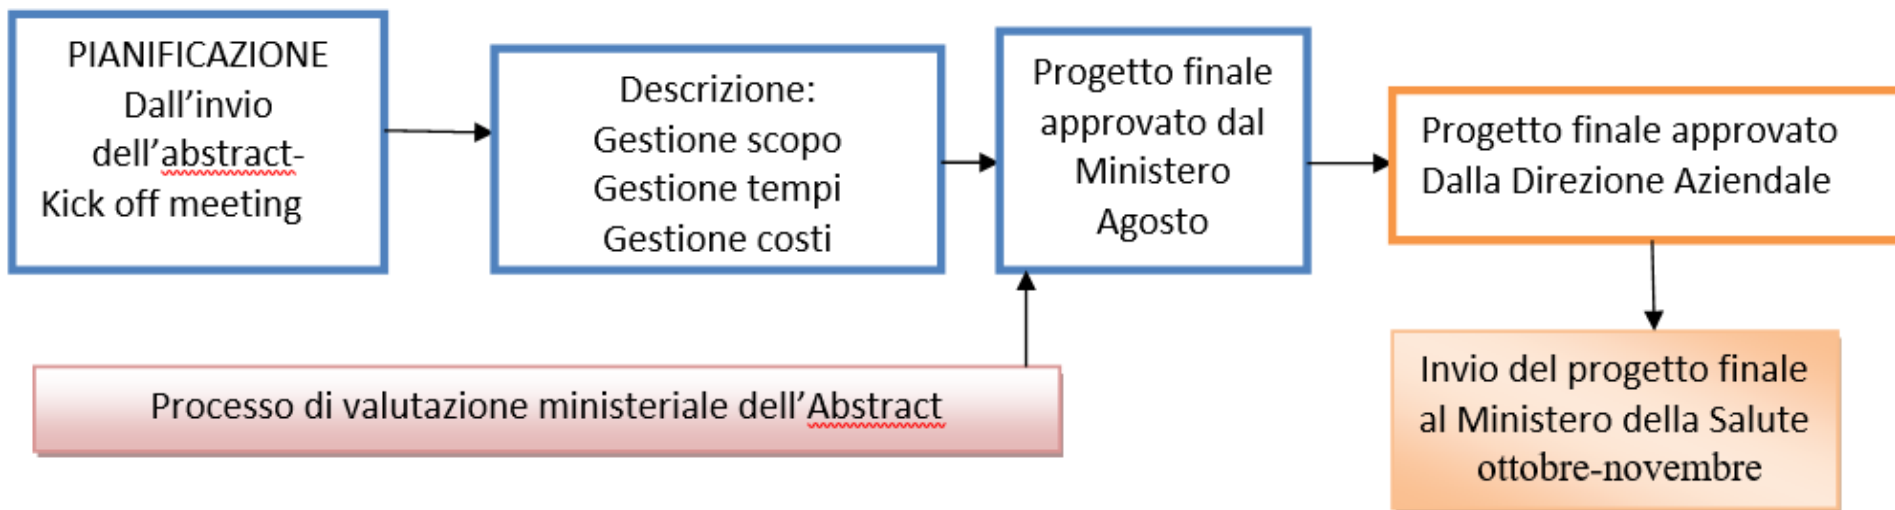 PIANIFICAZIONE
Dall’invio
dell’abstract-
Kick off meeting
Descrizione:
Gestione scopo
Gestione tempi
Gestione costi
Progetto finale
approvato dal
Ministero
Agosto
Progetto finale approvato
Dalla Direzione Aziendale
Processo di valutazione ministeriale dell’Abstract
Invio del progetto finale
al Ministero della Salute
ottobre-novembre